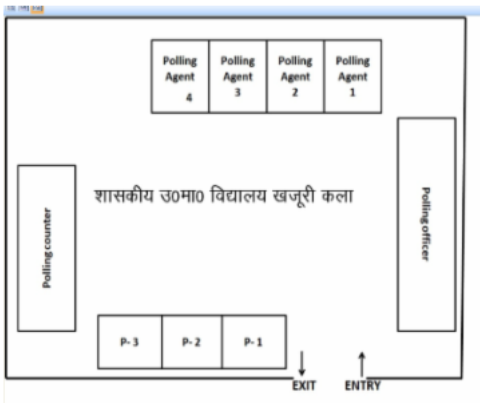 Polling Agent 4
Polling Agent 3
Polling Agent 2
Polling Agent 1
शासकीय उ0मा0 विद्यालय खजूरी कला
Polling counter
Polling officer
P- 3
P- 2
P- 1
EXIT
ENTRY